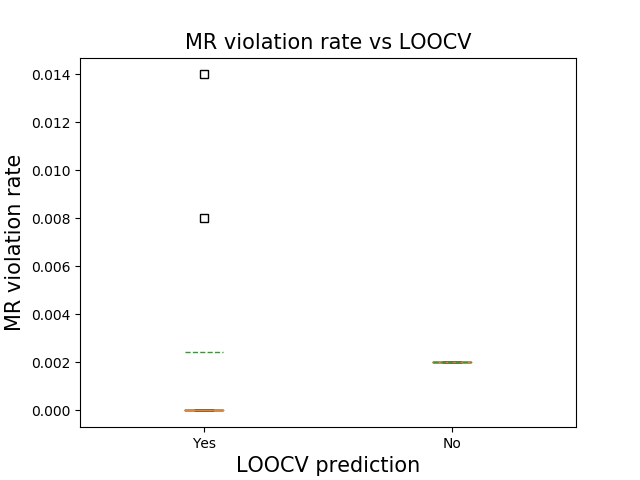 MR violation rate vs LOOCV
0.014
0.012
0.010
0.008
0.006
0.004
0.002
0.000
MR violation rate
Yes
No
LOOCV prediction